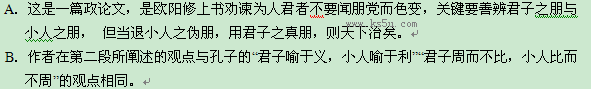 A. 这是一篇政论文，是欧阳修上书劝谏为人君者不要闻朋党而色变，关键要善辨君子之朋与
小人之朋， 但当退小人之伪朋，用君子之真朋，则天下治矣。
B. 作者在第二段所阐述的观点与孔子的“君子喻于义，小人喻于利”“君子周而不比，小人比而
不周”的观点相同。
www.ks5u.com